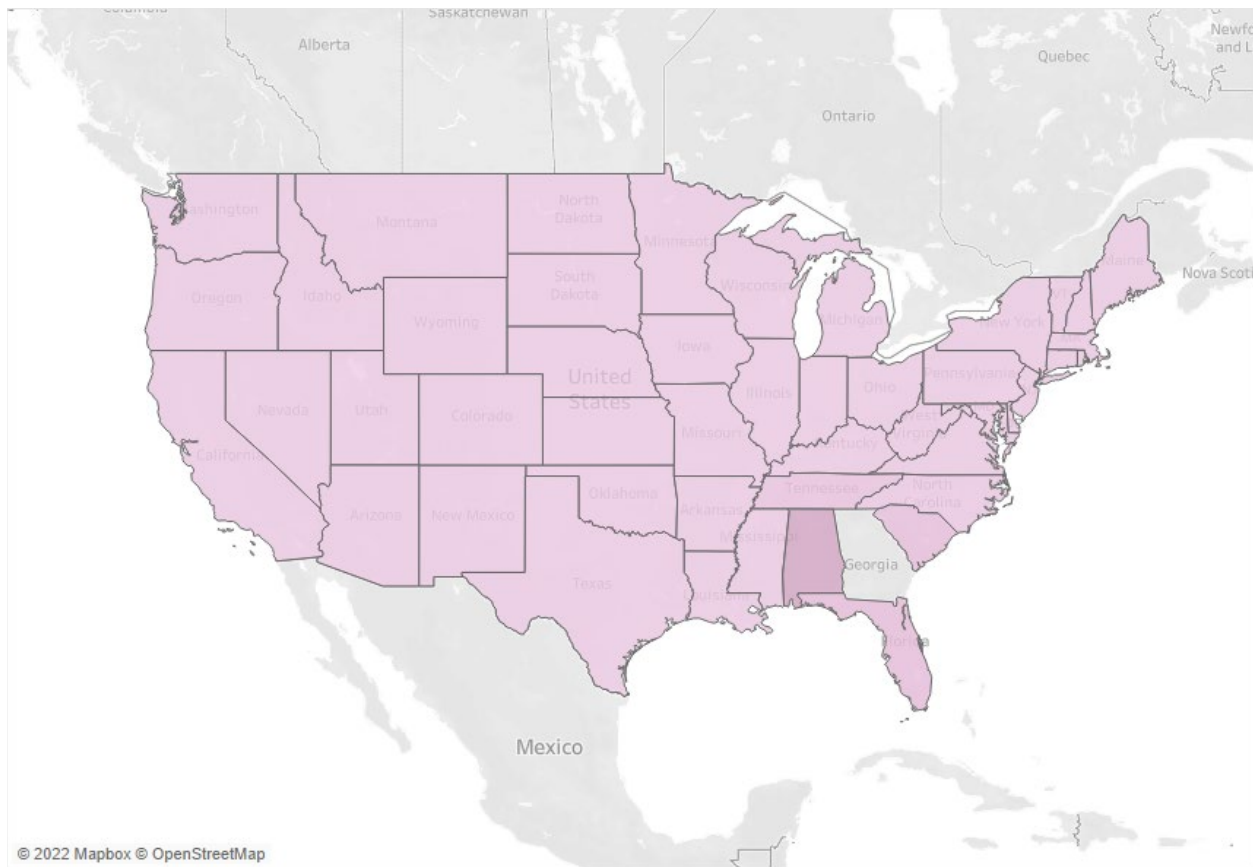 Columbia
Saskatchewan
Alberta
Newfo
and L
Quebec
Ontario
Washington
Montana
North
Dakota
Minnesota
Maine
Nova Scoti
Oregon
Idaho
South
Dakota
Wisconsin
Michigan
New York
Wyoming
Iowa
United
States
Illinois
Ohio
Pennsylvania
Nevada
Utah
Colorado
Missouri
West
Virginia
Kentucky
California
Tennessee
North
Carolina
Arizona
New Mexico
Oklahoma
Arkansas
Mississippi
Georgia
Texas
Louisiana
Florida
Mexico
© 2022 Mapbox © OpenStreetMap